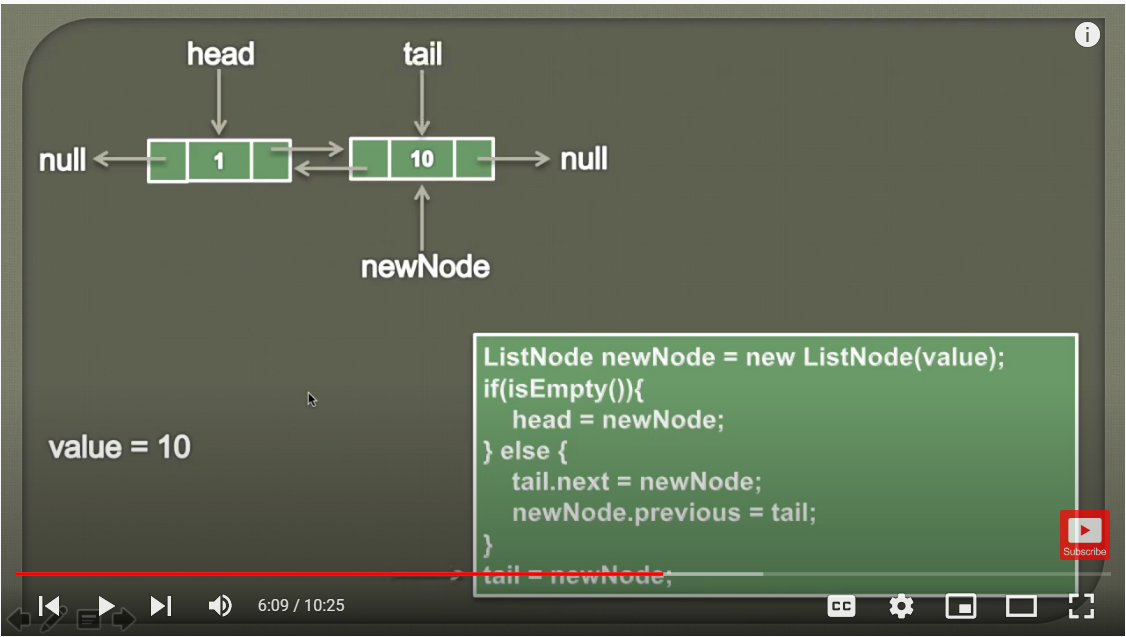 head tail
null 1 10 null
newNode
ListNode newNode = new ListNode(value);
if(isEmpty()){
head = newNode;
value = 10
} else {
tail.next = newNode;
newNode.previous = tail;
}
Subscribe
tail = newNode;
6:09 / 10:25
CC
i